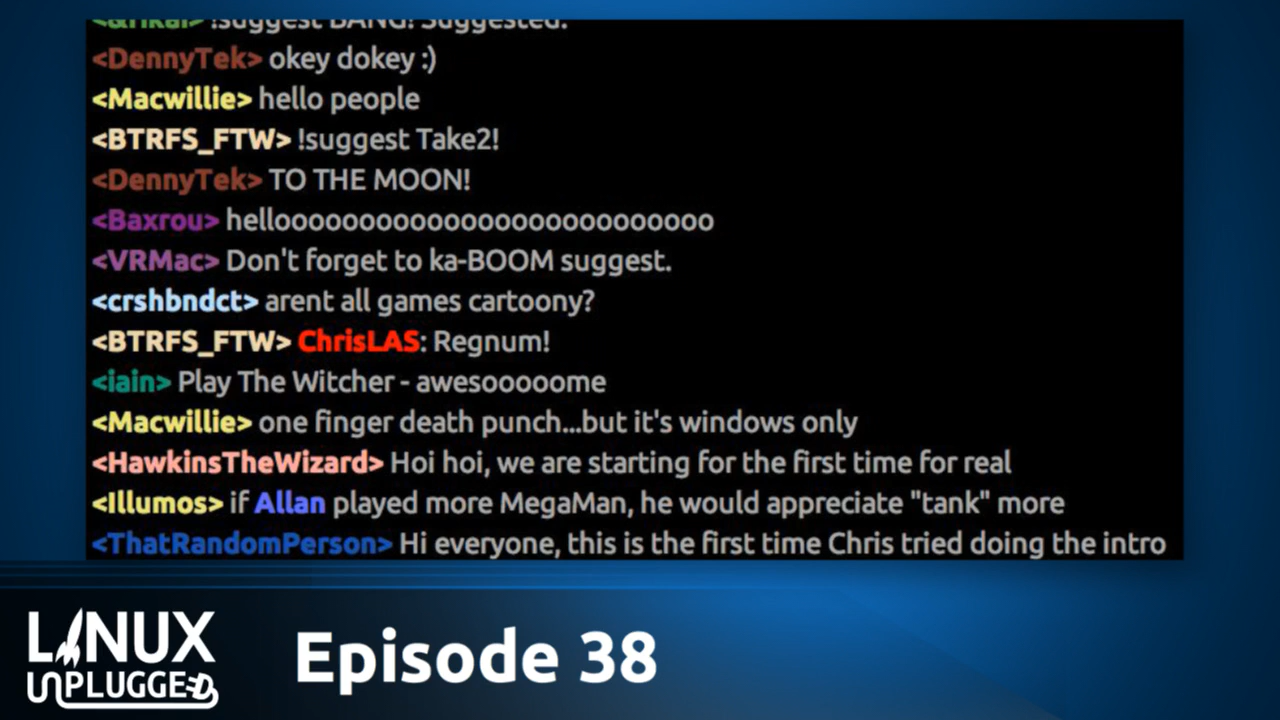 !suggest BANG! Suggested.
<DennyTek> okey dokey :)
<Macwillie> hello people
<BTRFS_FTW> !suggest Take2!
<DennyTek> TO THE MOON!
<Baxrou> helloooooooooooooooooooooooooo
<VRMac> Don't forget to ka-BOOM suggest.
<crshbndct> arent all games cartoony?
<BTRFS_FTW> ChrisLAS: Regnum!
<iain> Play The Witcher - awesooooome
<Macwillie> one finger death punch...but it's windows only
<HawkinsTheWizard> Hoi hoi, we are starting for the first time for real
<Illumos> if Allan played more MegaMan, he would appreciate "tank" more
<ThatRandomPerson> Hi everyone, this is the first time Chris tried doing the intro
LINUX
UNPLUGGED
Episode 38